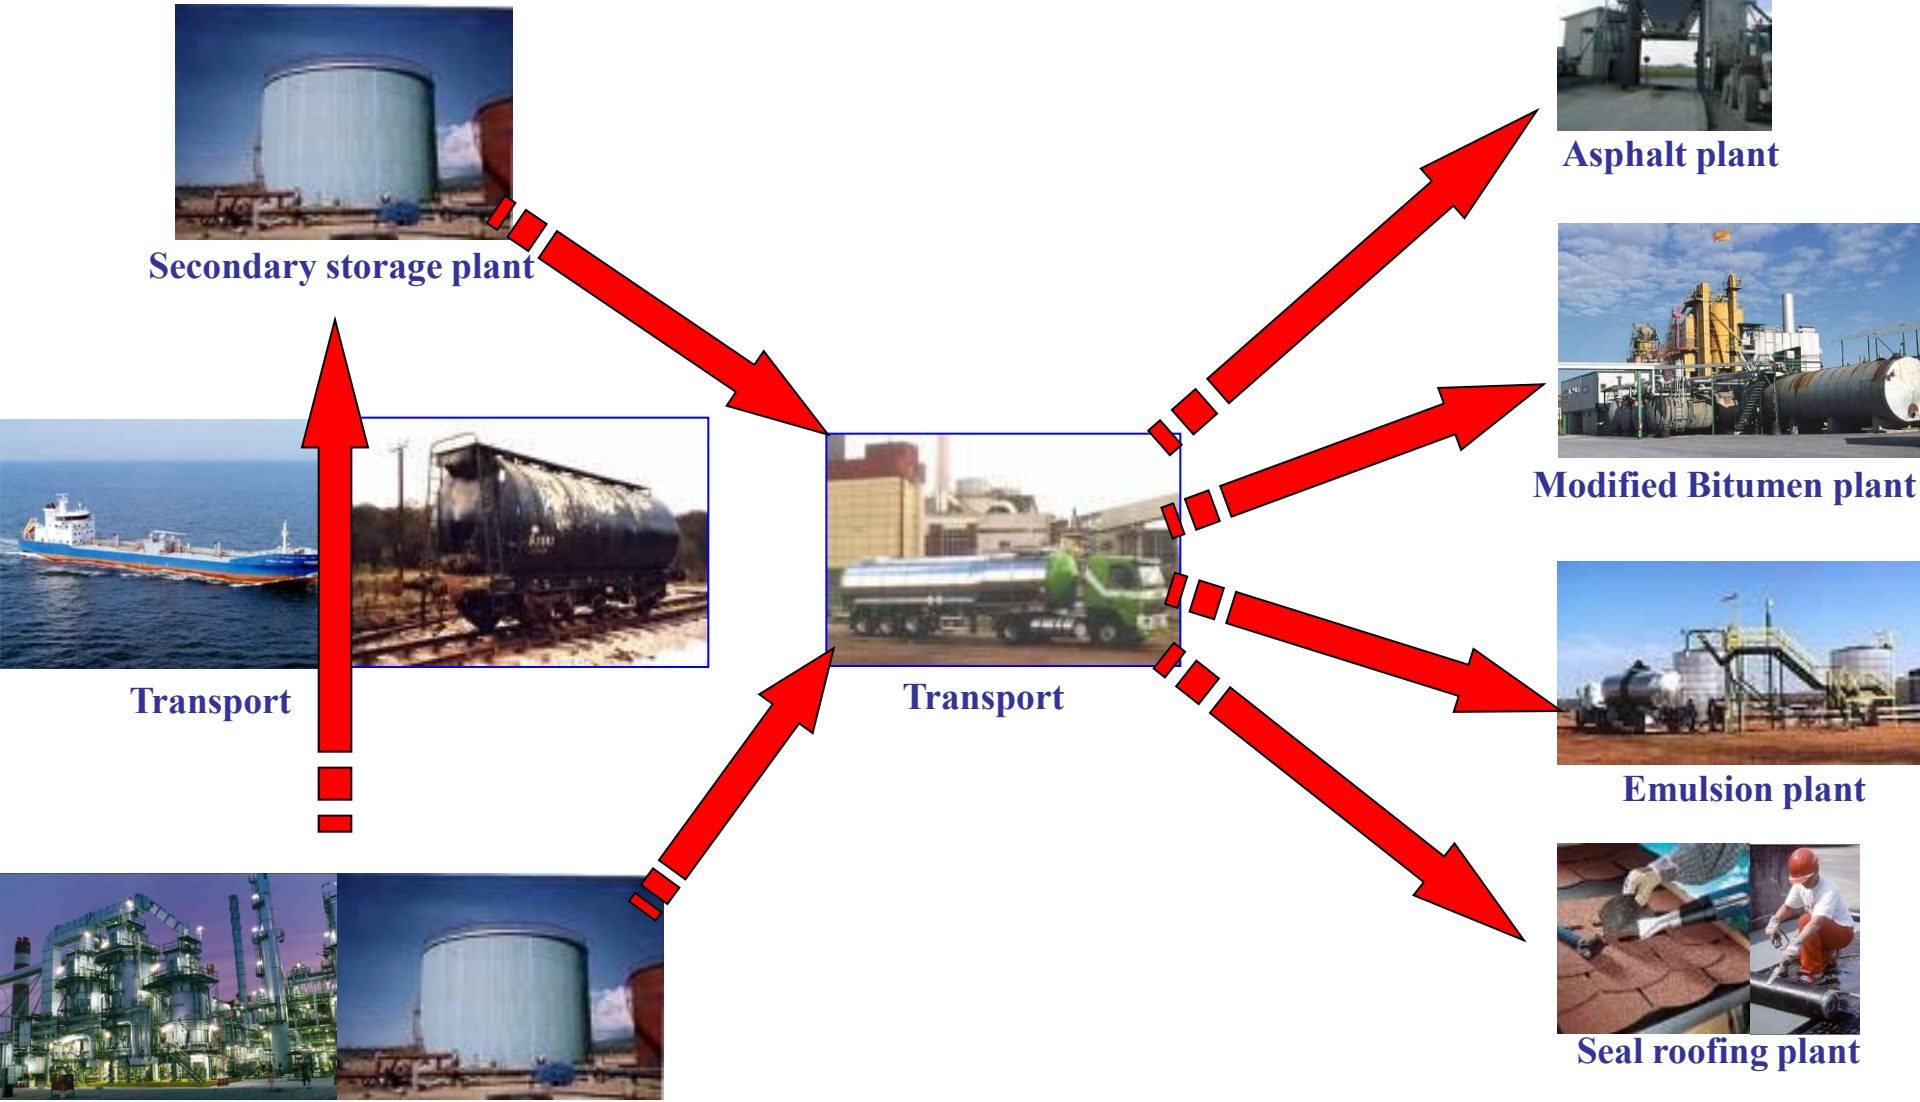 Asphalt plant
Secondary storage plant
Modified Bitumen plant
Transport
Transport
Emulsion plant
Seal roofing plant